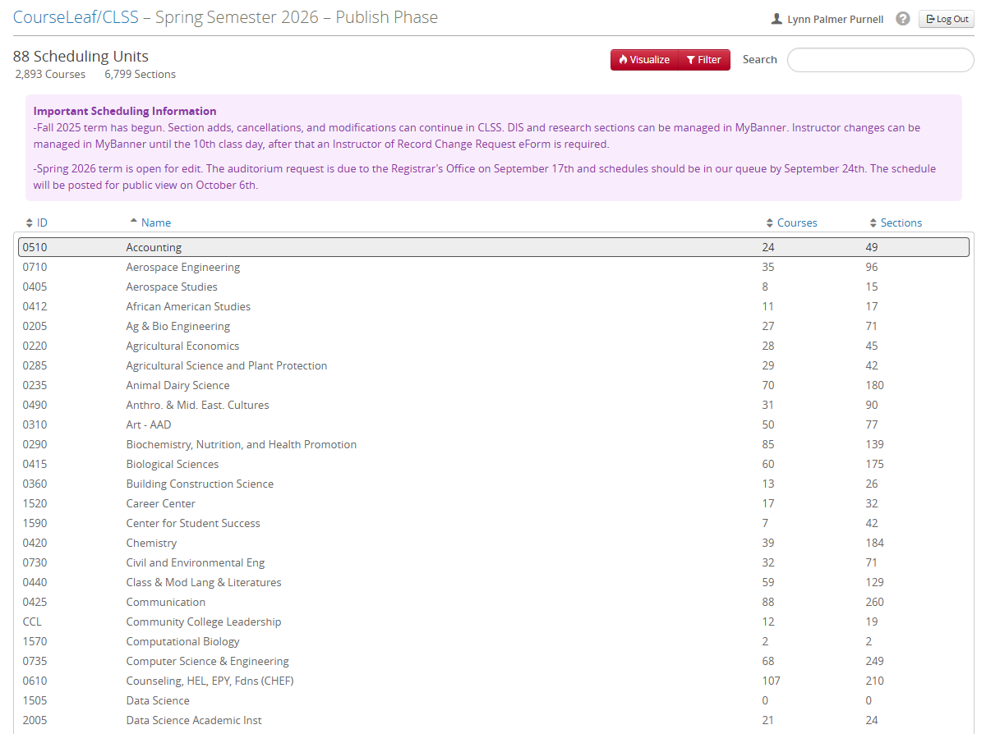 CourseLeaf/CLSS – Spring Semester 2026 – Publish Phase
Lynn Palmer Purnell
?
Log Out
88 Scheduling Units
2,893 Courses 6,799 Sections
Visualize Filter Search
Important Scheduling Information
-Fall 2025 term has begun. Section adds, cancellations, and modifications can continue in CLSS. DIS and research sections can be managed in MyBanner. Instructor changes can be
managed in MyBanner until the 10th class day, after that an Instructor of Record Change Request eForm is required.
-Spring 2026 term is open for edit. The auditorium request is due to the Registrar's Office on September 17th and schedules should be in our queue by September 24th. The schedule
will be posted for public view on October 6th.
ID Name Courses Sections
0510 Accounting 24 49
0710 Aerospace Engineering 35 96
0405 Aerospace Studies 8 15
0412 African American Studies 11 17
0205 Ag & Bio Engineering 27 71
0220 Agricultural Economics 28 45
0285 Agricultural Science and Plant Protection 29 42
0235 Animal Dairy Science 70 180
0490 Anthro. & Mid. East. Cultures 31 90
0310 Art - AAD 50 77
0290 Biochemistry, Nutrition, and Health Promotion 85 139
0415 Biological Sciences 60 175
0360 Building Construction Science 13 26
1520 Career Center 17 32
1590 Center for Student Success 7 42
0420 Chemistry 39 184
0730 Civil and Environmental Eng 32 71
0440 Class & Mod Lang & Literatures 59 129
0425 Communication 88 260
CCL Community College Leadership 12 19
1570 Computational Biology 2 2
0735 Computer Science & Engineering 68 249
0610 Counseling, HEL, EPY, Fdns (CHEF) 107 210
1505 Data Science 0 0
2005 Data Science Academic Inst 21 24